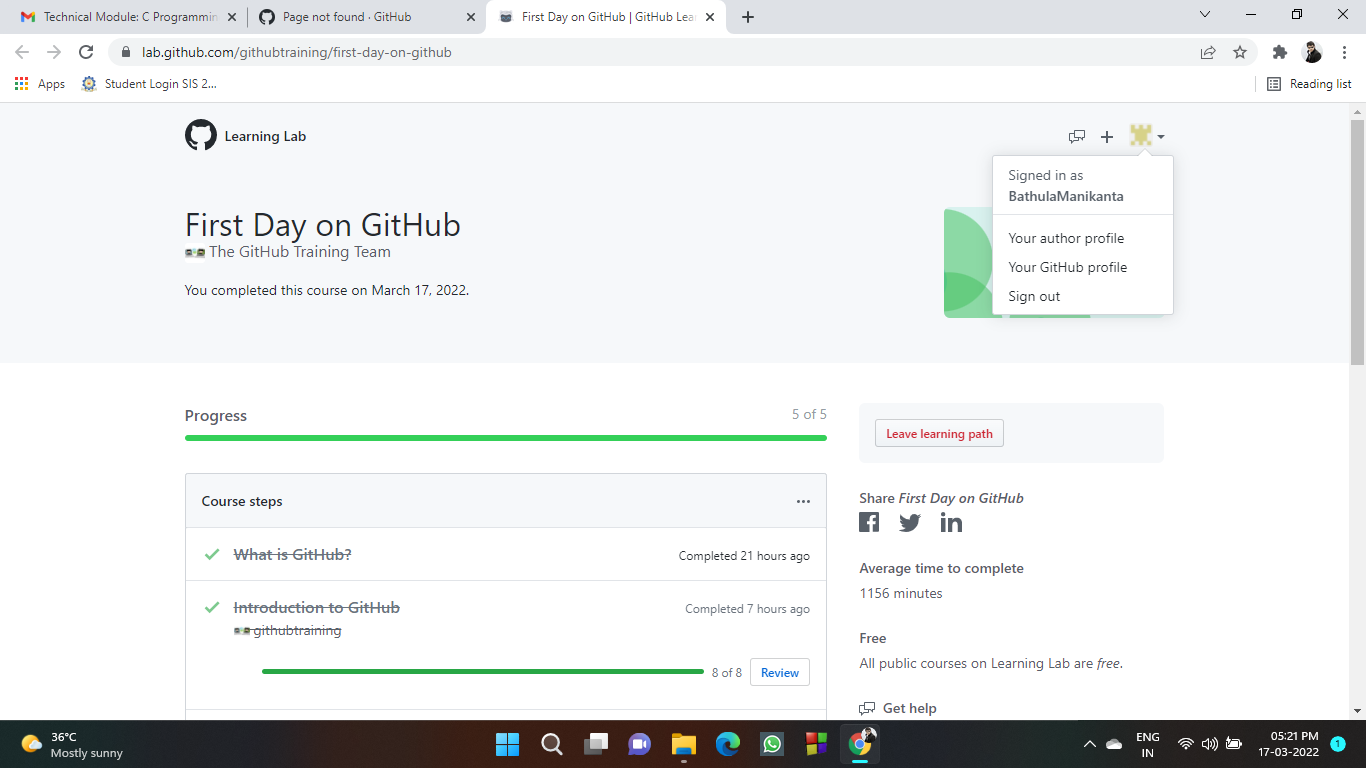 Technical Module: C Programmin
Page not found · GitHub
First Day on GitHub | GitHub Lea
lab.github.com/githubtraining/first-day-on-github
Apps
Student Login SIS 2...
Reading list
Learning Lab
Signed in as
BathulaManikanta
Your author profile
Your GitHub profile
Sign out
First Day on GitHub
The GitHub Training Team
You completed this course on March 17, 2022.
Progress
5 of 5
Leave learning path
Course steps
What is GitHub?
Completed 21 hours ago
Introduction to GitHub
Completed 7 hours ago
githubtraining
8 of 8
Review
Share First Day on GitHub
Average time to complete
1156 minutes
Free
All public courses on Learning Lab are free.
Get help
36°C
Mostly sunny
ENG
IN
05:21 PM
17-03-2022
1